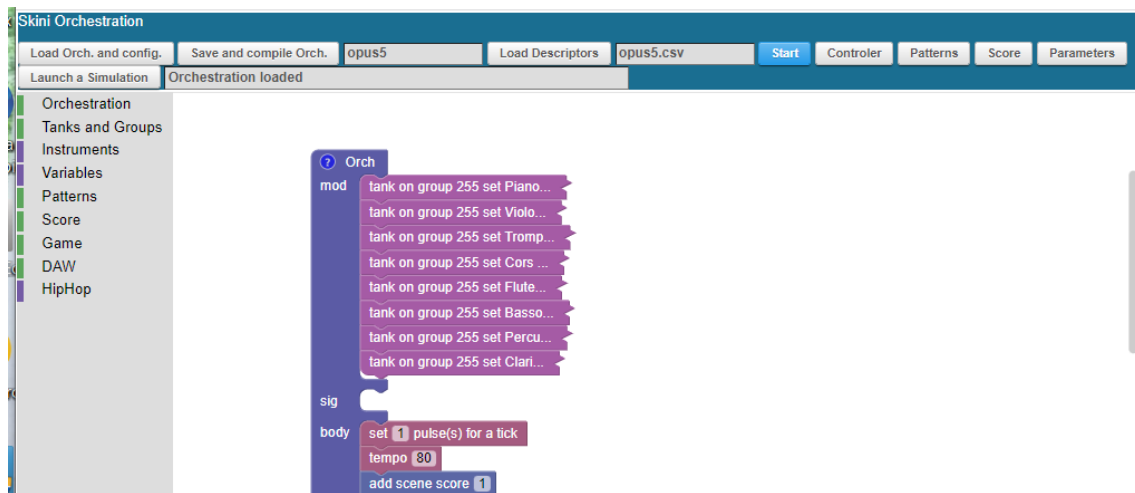 Skini Orchestration
Load Orch. and config. Save and compile Orch. opus5 Load Descriptors opus5.csv Start Controler Patterns Score Parameters
Launch a Simulation Orchestration loaded
Orchestration
Tanks and Groups
Instruments
Variables
Patterns
Score
Game
DAW
HipHop
? Orch
mod tank on group 255 set Piano...
tank on group 255 set Violo...
tank on group 255 set Tromp...
tank on group 255 set Cors ...
tank on group 255 set Flute...
tank on group 255 set Basso...
tank on group 255 set Percu...
tank on group 255 set Clari...
sig
body set 1 pulse(s) for a tick
tempo 80
add scene score 1